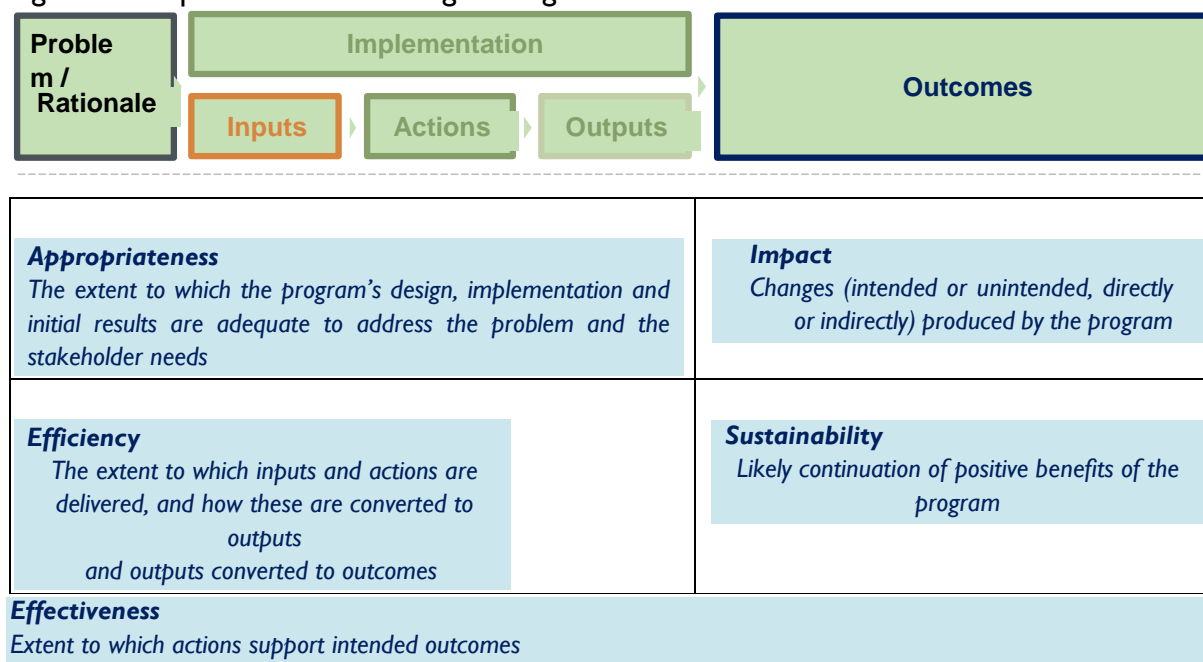 Proble
m /
Rationale
Implementation
Inputs
Actions
Outputs
Outcomes
Appropriateness
The extent to which the program's design, implementation and
initial results are adequate to address the problem and the
stakeholder needs
Impact
Changes (intended or unintended, directly
or indirectly) produced by the program
Efficiency
The extent to which inputs and actions are
delivered, and how these are converted to
outputs
and outputs converted to outcomes
Sustainability
Likely continuation of positive benefits of the
program
Effectiveness
Extent to which actions support intended outcomes